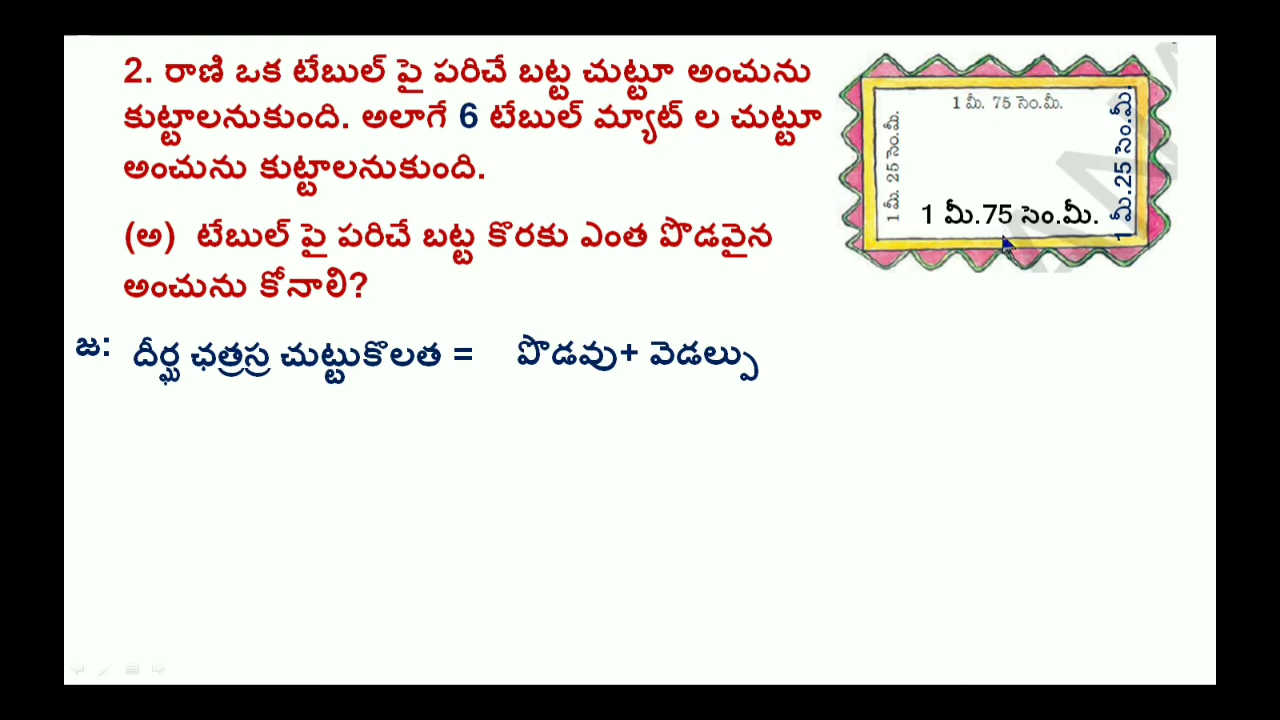 2. రాణి ఒక టేబుల్ పై పరిచే బట్ట చుట్టూ అంచును
కుట్టాలనుకుంది. అలాగే 6 టేబుల్ మ్యాట్ ల చుట్టూ
అంచును కుట్టాలనుకుంది.
1 మీ. 75 సెం.మీ.
1 మీ. 25 సెం.మీ.
1 మీ.25 సెం.మీ.
1 మీ.75 సెం.మీ.
(అ) టేబుల్ పై పరిచే బట్ట కొరకు ఎంత పొడవైన
అంచును కోనాలి?
జ: దీర్ఘ ఛత్రస్ర చుట్టుకొలత = పొడవు+ వెడల్పు